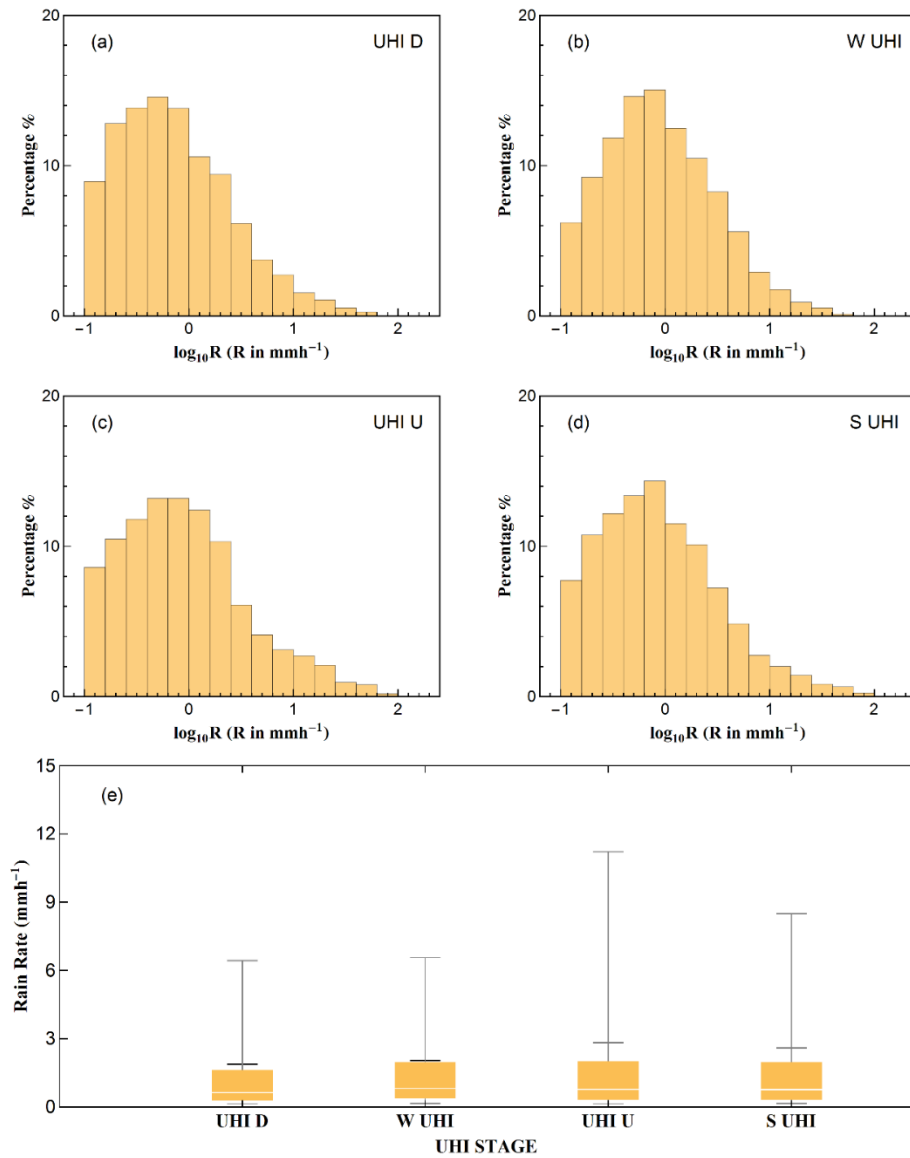 (a) UHI D
20
10
0
Percentage %
−1 0 1 2
log₁₀R (R in mmh⁻¹)
(b) W UHI
20
10
0
Percentage %
−1 0 1 2
log₁₀R (R in mmh⁻¹)
(c) UHI U
20
10
0
Percentage %
−1 0 1 2
log₁₀R (R in mmh⁻¹)
(d) S UHI
20
10
0
Percentage %
−1 0 1 2
log₁₀R (R in mmh⁻¹)
(e)
15
12
9
6
3
0
Rain Rate (mmh⁻¹)
UHI D W UHI UHI U S UHI
UHI STAGE